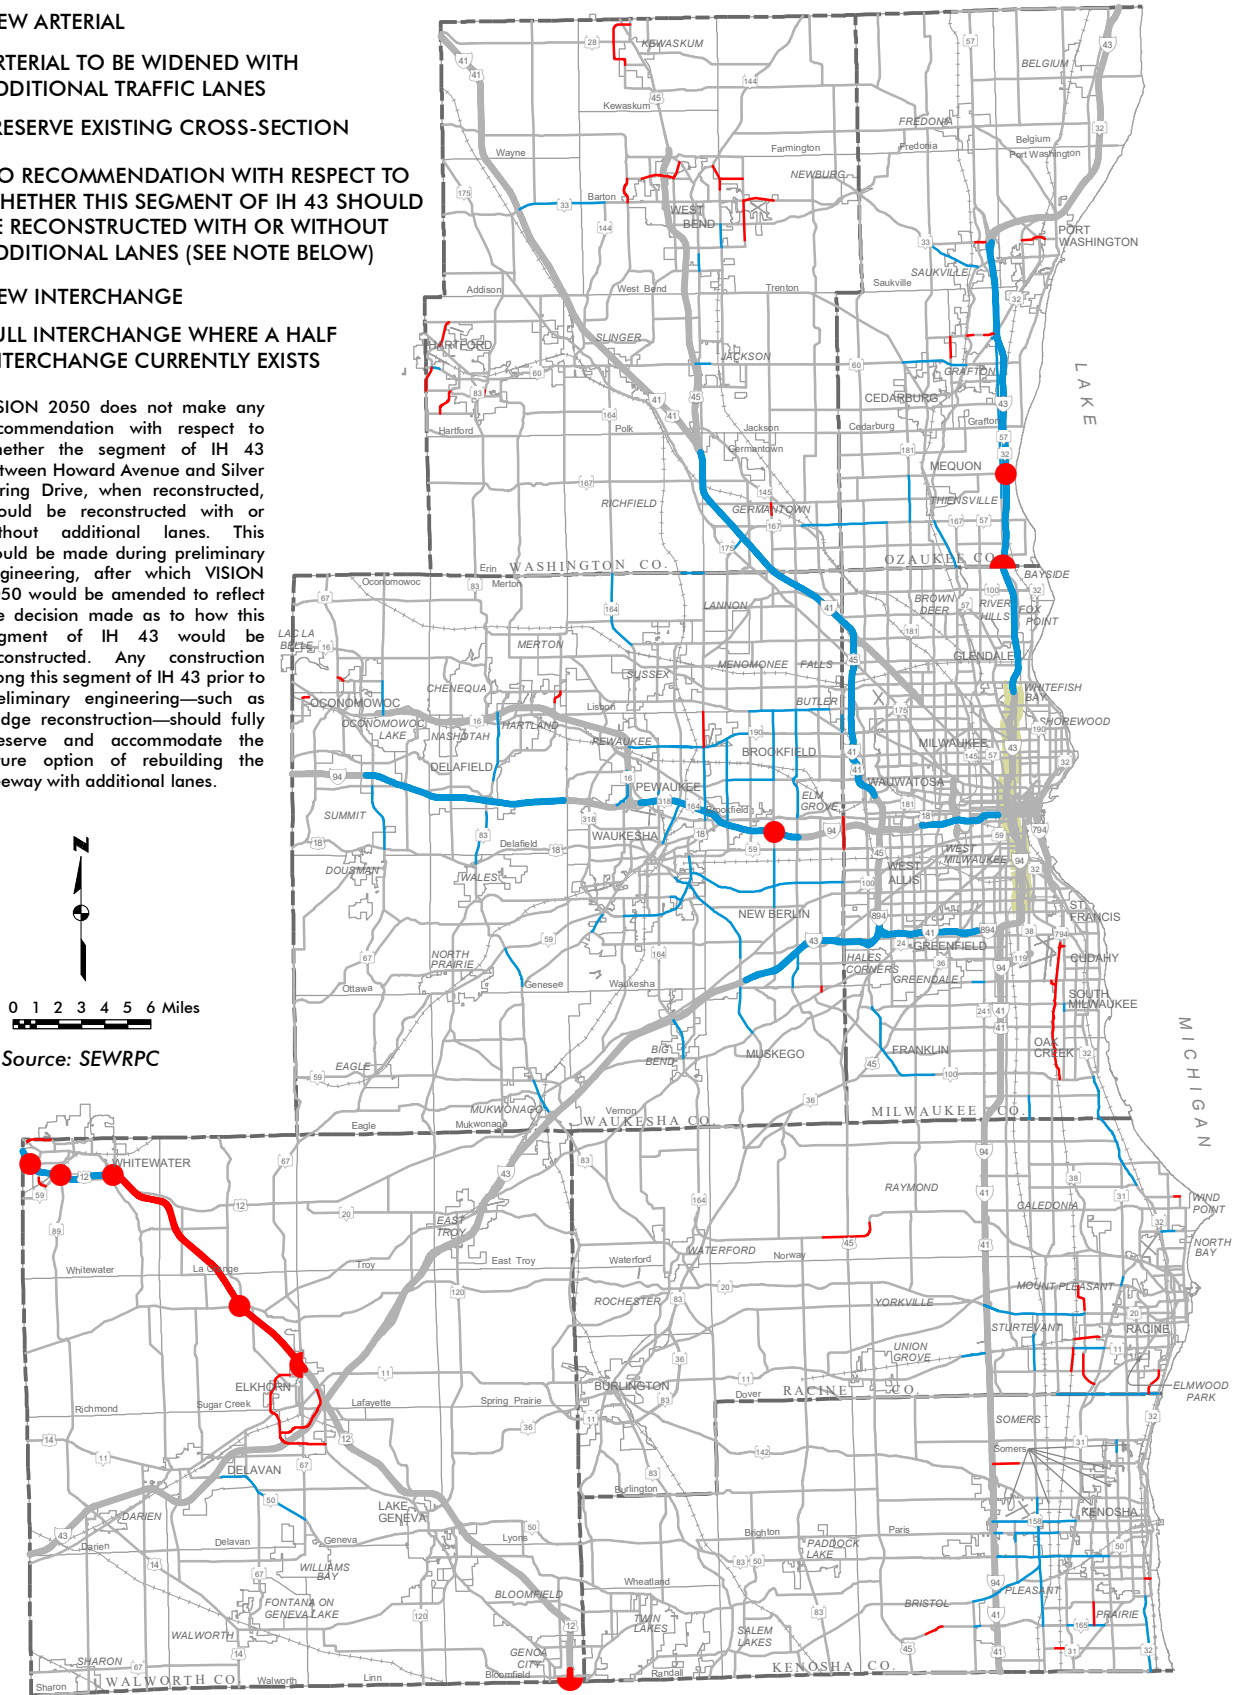 EW ARTERIAL
RTERIAL TO BE WIDENED WITH
DDITIONAL TRAFFIC LANES
RESERVE EXISTING CROSS-SECTION
O RECOMMENDATION WITH RESPECT TO
HETHER THIS SEGMENT OF IH 43 SHOULD
E RECONSTRUCTED WITH OR WITHOUT
DDITIONAL LANES (SEE NOTE BELOW)
EW INTERCHANGE
ULL INTERCHANGE WHERE A HALF
NTERCHANGE CURRENTLY EXISTS
SION 2050 does not make any
commendation with respect to
hether the segment of IH 43
tween Howard Avenue and Silver
ring Drive, when reconstructed,
ould be reconstructed with or
thout additional lanes. This
ould be made during preliminary
gineering, after which VISION
050 would be amended to reflect
e decision made as to how this
gment of IH 43 would be
constructed. Any construction
ong this segment of IH 43 prior to
eliminary engineering—such as
idge reconstruction—should fully
eserve and accommodate the
ture option of rebuilding the
eeway with additional lanes.
N
0 1 2 3 4 5 6 Miles
Source: SEWRPC
KEWASKUM
Kewaskum
Wayne
BELGIUM
Belgium
FREDONIA
Fredonia
Port Washington
Farmington
NEWBURG
Barton
WEST
BEND
PORT
WASHINGTON
SAUKVILLE
Saukville
Addison
West Bend
Trenton
HARTFORD
SLINGER
JACKSON
GRAFTON
CEDARBURG
Hartford
Polk
Jackson
Cedarburg
Grafton
Germantown
MEQUON
THIENSVILLE
RICHFIELD
GERMANTOWN
Erin
WASHINGTON CO.
OZAUKEE CO.
LAKE
MICHIGAN
Oconomowoc
Merton
LANNON
BAYSIDE
BROWN
DEER
RIVER
HILLS
FOX
POINT
LAC LA
BELLE
MERTON
SUSSEX
MENOMONEE FALLS
GLENDALE
WHITEFISH
BAY
CHENEQUA
OCONOMOWOC
OCONOMOWOC
LAKE
NASHOTAH
HARTLAND
Lisbon
BUTLER
SHOREWOOD
PEWAUKEE
BROOKFIELD
MILWAUKEE
DELAFIELD
PEWAUKEE
WAUWATOSA
ELM
GROVE
Brookfield
SUMMIT
WAUKESHA
Delafield
WEST
MILWAUKEE
WEST
ALLIS
DOUSMAN
WALES
NEW BERLIN
ST.
FRANCIS
GREENFIELD
HALES
CORNERS
GREENDALE
CUDAHY
NORTH
PRAIRIE
Ottawa
Genesee
Waukesha
SOUTH
MILWAUKEE
OAK
CREEK
FRANKLIN
BIG
BEND
MUSKEGO
EAGLE
MUKWONAGO
Vernon
Eagle
Mukwonago
WAUKESHA CO.
MILWAUKEE CO.
WHITEWATER
RAYMOND
CALEDONIA
WIND
POINT
NORTH
BAY
EAST
TROY
East Troy
Waterford
WATERFORD
Norway
Whitewater
La Grange
Troy
ROCHESTER
YORKVILLE
MOUNT PLEASANT
STURTEVANT
RACINE
UNION
GROVE
ELKHORN
BURLINGTON
Dover
RACINE CO.
ELMWOOD
PARK
Richmond
Sugar Creek
Lafayette
Spring Prairie
SOMERS
Somers
DELAVAN
Burlington
LAKE
GENEVA
KENOSHA
DARIEN
Darien
Delavan
Geneva
Lyons
Brighton
Paris
PADDOCK
LAKE
WILLIAMS
BAY
Wheatland
BLOOMFIELD
PLEASANT
PRAIRIE
BRISTOL
FONTANA ON
GENEVA LAKE
TWIN
LAKES
SALEM
LAKES
WALWORTH
GENOA
CITY
SHARON
Sharon
WALWORTH CO.
Walworth
Linn
Bloomfield
Randall
KENOSHA CO.